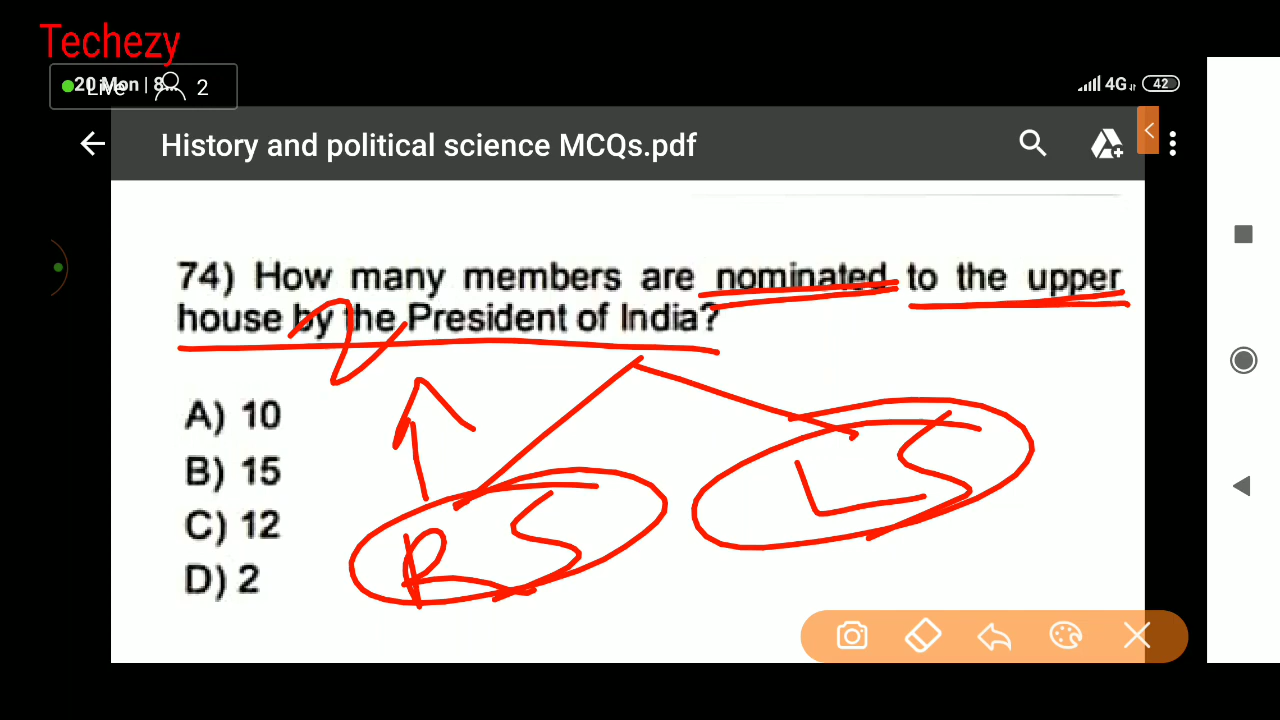 Techezy
20 Mon | 8...
Live 2
4G 42
History and political science MCQs.pdf
74) How many members are nominated to the upper
house by the President of India?
A) 10
B) 15
C) 12
D) 2
RS
LS